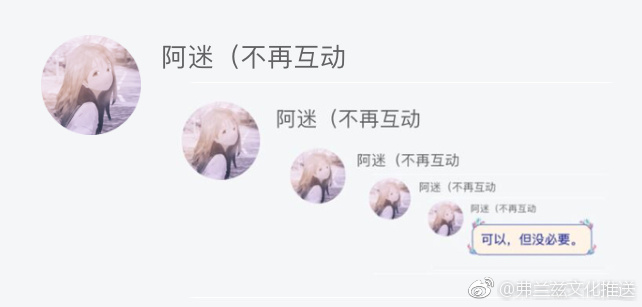 阿迷（不再互动
阿迷（不再互动
阿迷（不再互动
阿迷（不再互动
阿迷（不再互动
可以，但没必要。
@弗兰兹文化推送